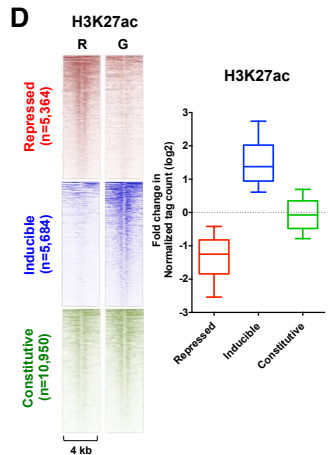 D
H3K27ac
R G
Repressed
(n=5,364)
Inducible
(n=5,684)
Constitutive
(n=10,950)
4 kb
H3K27ac
Fold change in
Normalized tag count (log2)
3
2
1
0
-1
-2
-3
Repressed
Inducible
Constitutive